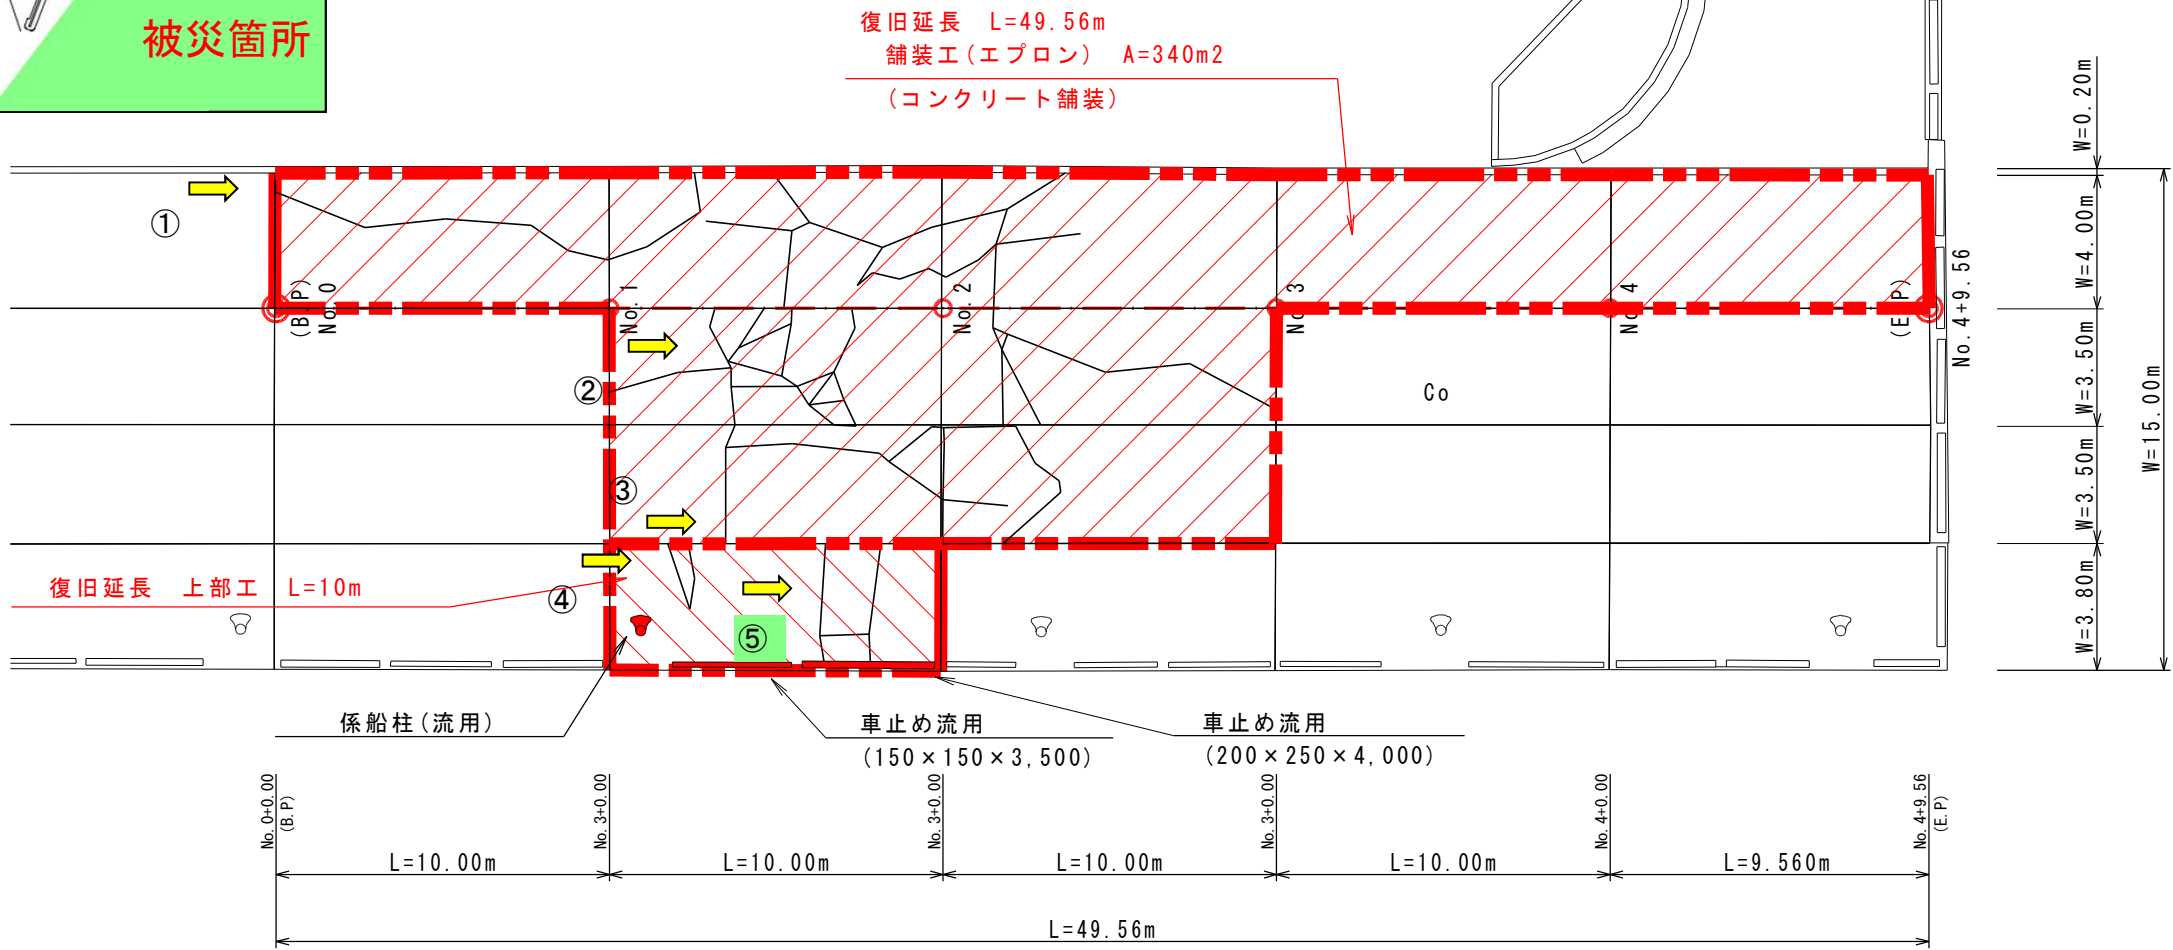 被災箇所
復旧延長　L=49.56m
舗装工(エプロン)　A=340m2
(コンクリート舗装)
W=0.20m
W=4.00m
W=3.50m
W=3.50m
W=3.80m
W=15.00m
①
(B.P)
No.0
No.1
No.2
No.3
No.4
(E.P)
No.4+9.56
②
Co
③
復旧延長　上部工　L=10m
④
⑤
係船柱(流用)
車止め流用
(150×150×3,500)
車止め流用
(200×250×4,000)
No.0+0.00
(B.P)
No.3+0.00
No.3+0.00
No.3+0.00
No.4+0.00
No.4+9.56
(E.P)
L=10.00m
L=10.00m
L=10.00m
L=10.00m
L=9.560m
L=49.56m